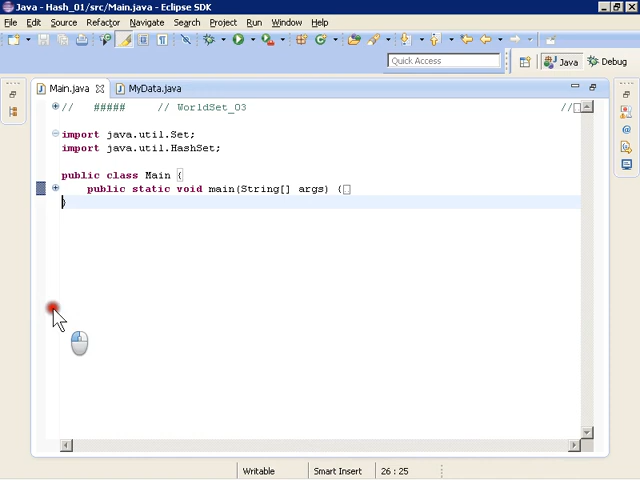 Java - Hash_01/src/Main.java - Eclipse SDK
File Edit Source Refactor Navigate Search Project Run Window Help
Quick Access
Java
Debug
Main.java
MyData.java
// ##### // WorldSet_03 //
import java.util.Set;
import java.util.HashSet;
public class Main {
public static void main(String[] args) {
}
Writable Smart Insert 26 : 25